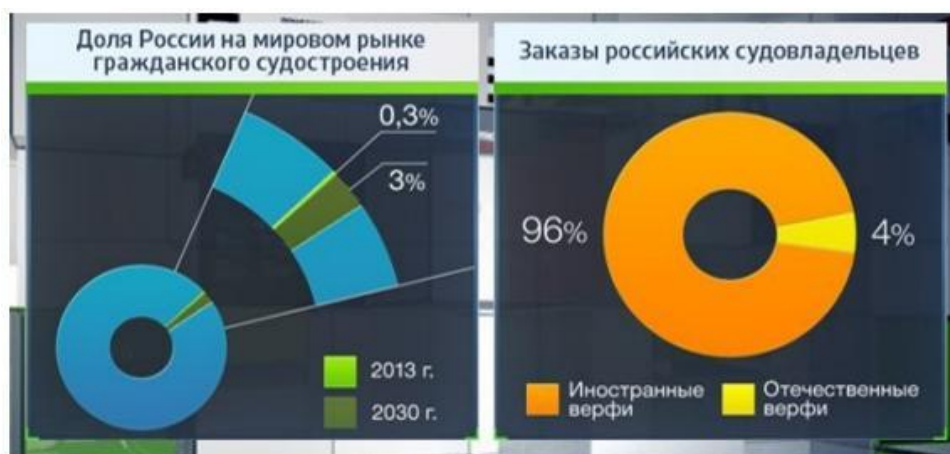 Доля России на мировом рынке
гражданского судостроения
0,3%
3%
2013 г.
2030 г.
Заказы российских судовладельцев
96%
4%
Иностранные
верфи
Отечественные
верфи